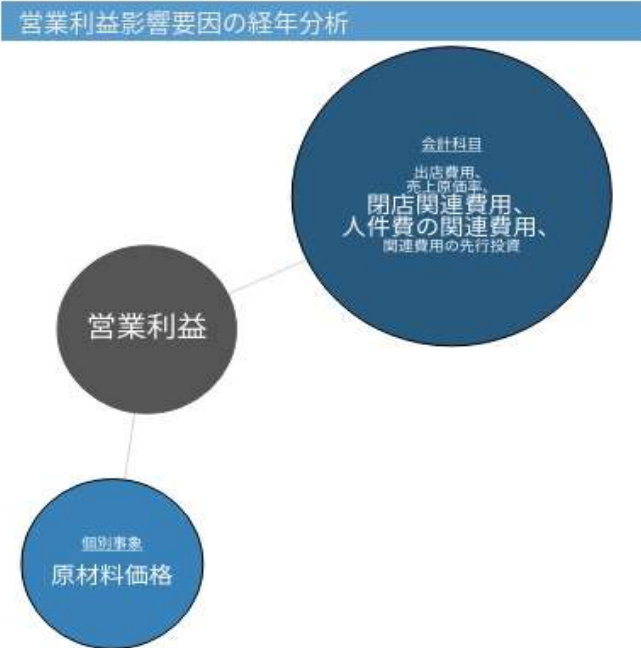 営業利益影響要因の経年分析
会計科目
出店費用、
売上原価率、
閉店関連費用、
人件費の関連費用、
関連費用の先行投資
営業利益
個別事象
原材料価格